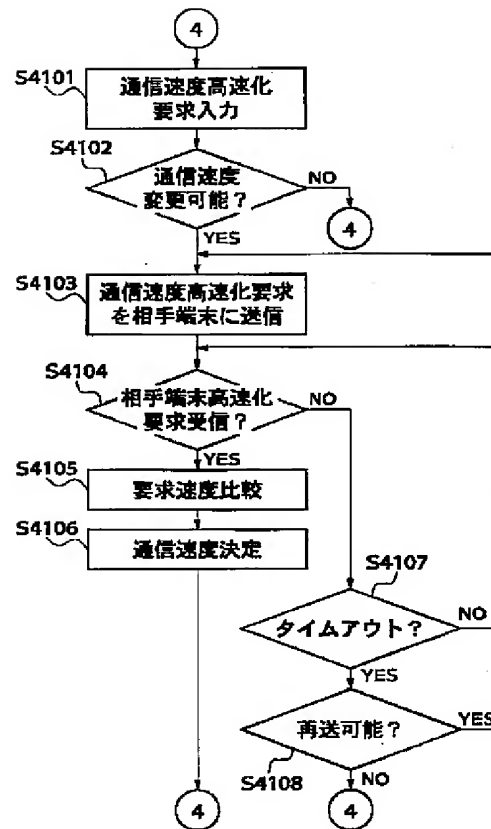 4
S4101
通信速度高速化
要求入力
S4102
通信速度
変更可能？
NO
4
YES
S4103
通信速度高速化要求
を相手端末に送信
S4104
相手端末高速化
要求受信？
NO
YES
S4105
要求速度比較
S4106
通信速度決定
S4107
タイムアウト？
NO
YES
再送可能？
YES
S4108
NO
4
4